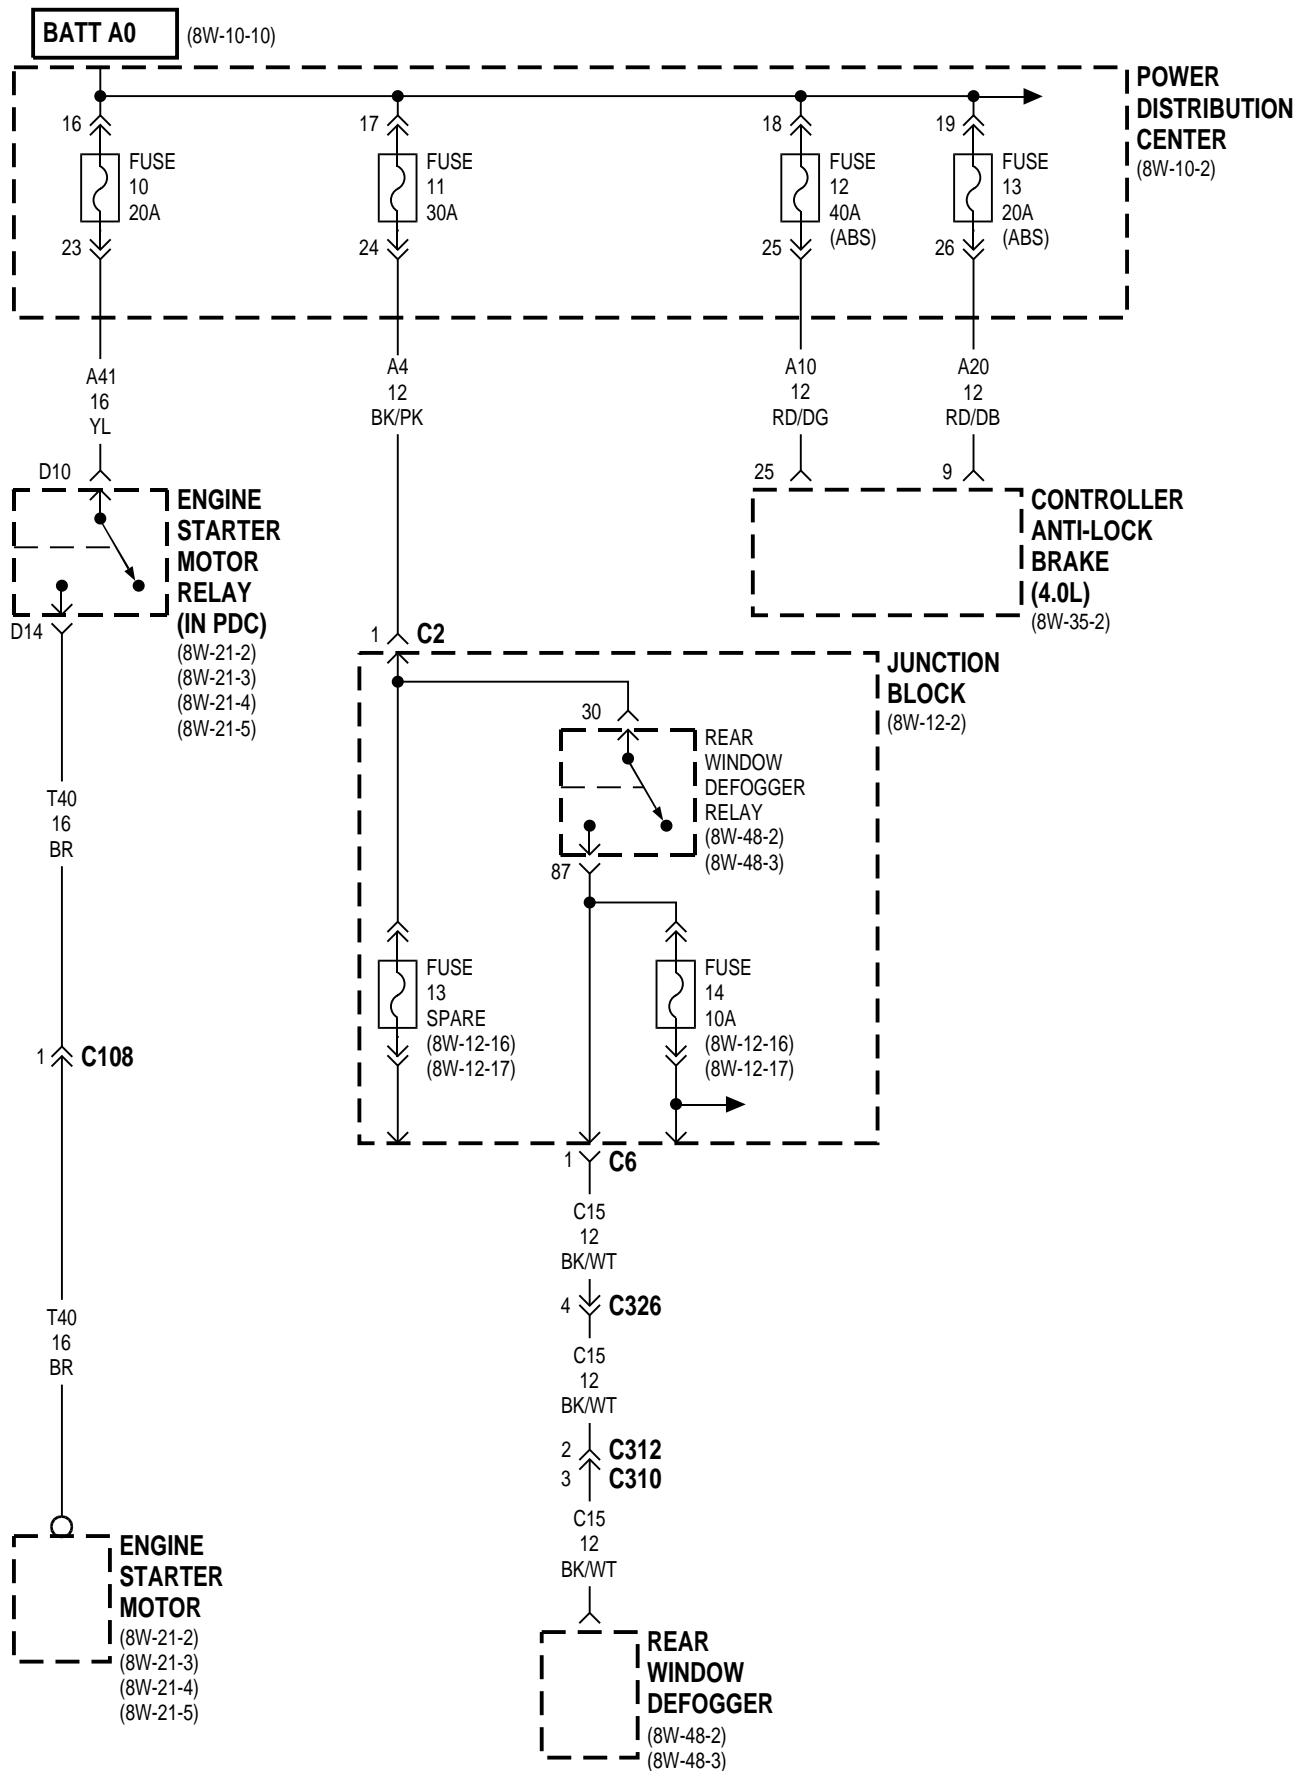 BATT A0
(8W-10-10)
POWER
DISTRIBUTION
CENTER
(8W-10-2)
16
FUSE
10
20A
23
17
FUSE
11
30A
24
18
FUSE
12
40A
(ABS)
25
19
FUSE
13
20A
(ABS)
26
A41
16
YL
A4
12
BK/PK
A10
12
RD/DG
A20
12
RD/DB
D10
ENGINE
STARTER
MOTOR
RELAY
(IN PDC)
(8W-21-2)
(8W-21-3)
(8W-21-4)
(8W-21-5)
D14
25
9
CONTROLLER
ANTI-LOCK
BRAKE
(4.0L)
(8W-35-2)
1
C2
JUNCTION
BLOCK
(8W-12-2)
30
REAR
WINDOW
DEFOGGER
RELAY
(8W-48-2)
(8W-48-3)
87
T40
16
BR
FUSE
13
SPARE
(8W-12-16)
(8W-12-17)
FUSE
14
10A
(8W-12-16)
(8W-12-17)
1
C108
1
C6
C15
12
BK/WT
4
C326
T40
16
BR
C15
12
BK/WT
2
C312
3
C310
C15
12
BK/WT
ENGINE
STARTER
MOTOR
(8W-21-2)
(8W-21-3)
(8W-21-4)
(8W-21-5)
REAR
WINDOW
DEFOGGER
(8W-48-2)
(8W-48-3)